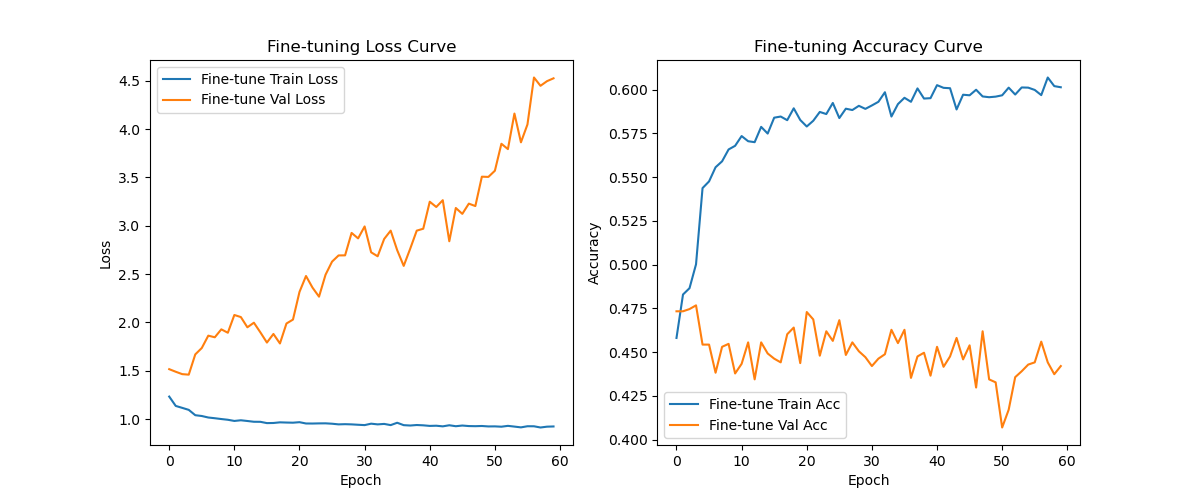 Fine-tuning Loss Curve
Fine-tune Train Loss
Fine-tune Val Loss
4.5
4.0
3.5
3.0
2.5
2.0
1.5
1.0
Loss
0 10 20 30 40 50 60
Epoch
Fine-tuning Accuracy Curve
0.600
0.575
0.550
0.525
0.500
0.475
0.450
0.425
0.400
Accuracy
Fine-tune Train Acc
Fine-tune Val Acc
0 10 20 30 40 50 60
Epoch